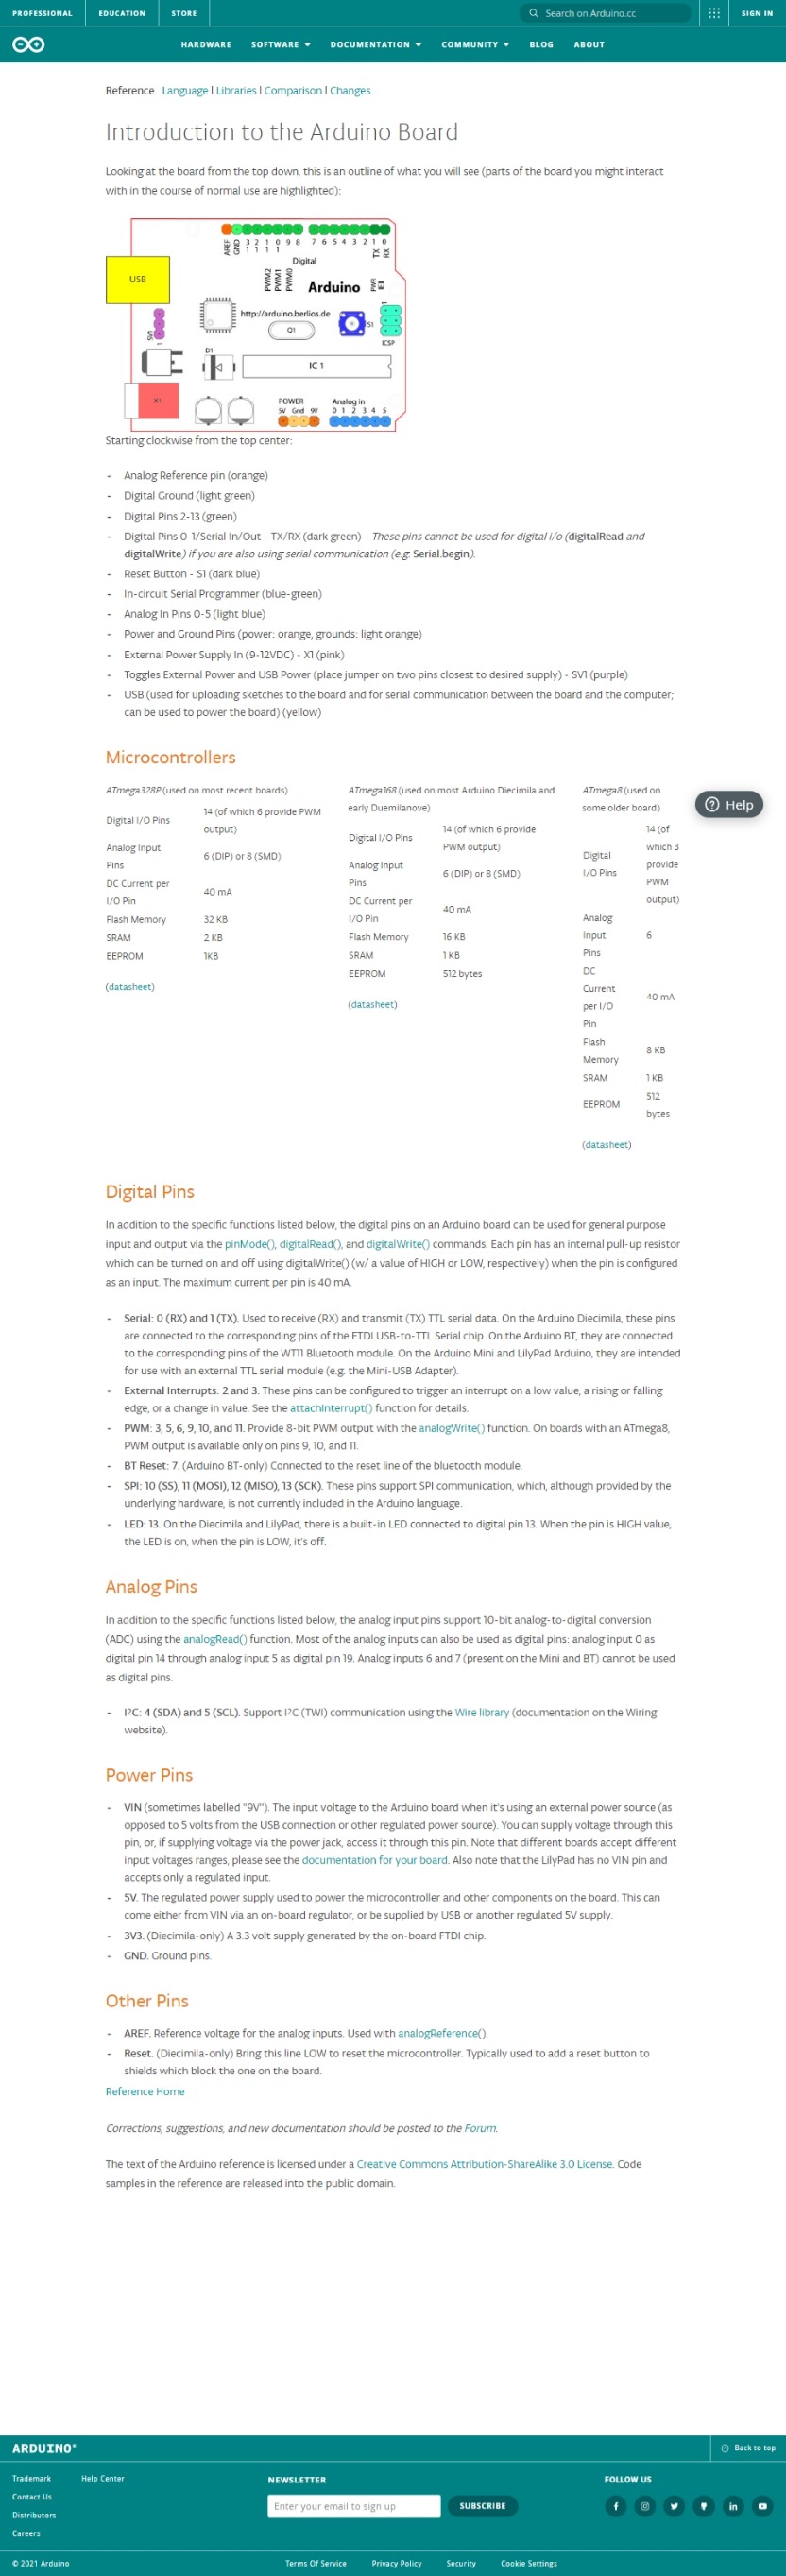 PROFESSIONAL EDUCATION STORE Search on Arduino.cc SIGN IN
HARDWARE SOFTWARE DOCUMENTATION COMMUNITY BLOG ABOUT
Reference Language | Libraries | Comparison | Changes
Introduction to the Arduino Board
Looking at the board from the top down, this is an outline of what you will see (parts of the board you might interact
with in the course of normal use are highlighted):
AREF GND 13 12 11 10 9 8 7 6 5 4 3 2 1 0
TX RX
Digital
USB
PWM2 PWM1 PWM0
Arduino
PWR
http://arduino.berlios.de
Q1
S1
1
ICSP
SV1
1
D1
IC 1
X1
POWER Analog in
5V Gnd 9V 0 1 2 3 4 5
Starting clockwise from the top center:
- Analog Reference pin (orange)
- Digital Ground (light green)
- Digital Pins 2-13 (green)
- Digital Pins 0-1/Serial In/Out - TX/RX (dark green) - These pins cannot be used for digital i/o (digitalRead and
digitalWrite) if you are also using serial communication (e.g. Serial.begin).
- Reset Button - S1 (dark blue)
- In-circuit Serial Programmer (blue-green)
- Analog In Pins 0-5 (light blue)
- Power and Ground Pins (power: orange, grounds: light orange)
- External Power Supply In (9-12VDC) - X1 (pink)
- Toggles External Power and USB Power (place jumper on two pins closest to desired supply) - SV1 (purple)
- USB (used for uploading sketches to the board and for serial communication between the board and the computer;
can be used to power the board) (yellow)
Microcontrollers
ATmega328P (used on most recent boards)
Digital I/O Pins 14 (of which 6 provide PWM
output)
Analog Input
Pins 6 (DIP) or 8 (SMD)
DC Current per
I/O Pin 40 mA
Flash Memory 32 KB
SRAM 2 KB
EEPROM 1KB
(datasheet)
ATmega168 (used on most Arduino Diecimila and
early Duemilanove)
Digital I/O Pins 14 (of which 6 provide
PWM output)
Analog Input
Pins 6 (DIP) or 8 (SMD)
DC Current per
I/O Pin 40 mA
Flash Memory 16 KB
SRAM 1 KB
EEPROM 512 bytes
(datasheet)
ATmega8 (used on
some older board)
Digital
I/O Pins
14 (of
which 3
provide
PWM
output)
Analog
Input
Pins
6
DC
Current
per I/O
Pin
40 mA
Flash
Memory
8 KB
SRAM 1 KB
EEPROM 512
bytes
(datasheet)
Help
Digital Pins
In addition to the specific functions listed below, the digital pins on an Arduino board can be used for general purpose
input and output via the pinMode(), digitalRead(), and digitalWrite() commands. Each pin has an internal pull-up resistor
which can be turned on and off using digitalWrite() (w/ a value of HIGH or LOW, respectively) when the pin is configured
as an input. The maximum current per pin is 40 mA.
- Serial: 0 (RX) and 1 (TX). Used to receive (RX) and transmit (TX) TTL serial data. On the Arduino Diecimila, these pins
are connected to the corresponding pins of the FTDI USB-to-TTL Serial chip. On the Arduino BT, they are connected
to the corresponding pins of the WT11 Bluetooth module. On the Arduino Mini and LilyPad Arduino, they are intended
for use with an external TTL serial module (e.g. the Mini-USB Adapter).
- External Interrupts: 2 and 3. These pins can be configured to trigger an interrupt on a low value, a rising or falling
edge, or a change in value. See the attachInterrupt() function for details.
- PWM: 3, 5, 6, 9, 10, and 11. Provide 8-bit PWM output with the analogWrite() function. On boards with an ATmega8,
PWM output is available only on pins 9, 10, and 11.
- BT Reset: 7. (Arduino BT-only) Connected to the reset line of the bluetooth module.
- SPI: 10 (SS), 11 (MOSI), 12 (MISO), 13 (SCK). These pins support SPI communication, which, although provided by the
underlying hardware, is not currently included in the Arduino language.
- LED: 13. On the Diecimila and LilyPad, there is a built-in LED connected to digital pin 13. When the pin is HIGH value,
the LED is on, when the pin is LOW, it's off.
Analog Pins
In addition to the specific functions listed below, the analog input pins support 10-bit analog-to-digital conversion
(ADC) using the analogRead() function. Most of the analog inputs can also be used as digital pins: analog input 0 as
digital pin 14 through analog input 5 as digital pin 19. Analog inputs 6 and 7 (present on the Mini and BT) cannot be used
as digital pins.
- I²C: 4 (SDA) and 5 (SCL). Support I²C (TWI) communication using the Wire library (documentation on the Wiring
website).
Power Pins
- VIN (sometimes labelled "9V"). The input voltage to the Arduino board when it's using an external power source (as
opposed to 5 volts from the USB connection or other regulated power source). You can supply voltage through this
pin, or, if supplying voltage via the power jack, access it through this pin. Note that different boards accept different
input voltages ranges, please see the documentation for your board. Also note that the LilyPad has no VIN pin and
accepts only a regulated input.
- 5V. The regulated power supply used to power the microcontroller and other components on the board. This can
come either from VIN via an on-board regulator, or be supplied by USB or another regulated 5V supply.
- 3V3. (Diecimila-only) A 3.3 volt supply generated by the on-board FTDI chip.
- GND. Ground pins.
Other Pins
- AREF. Reference voltage for the analog inputs. Used with analogReference().
- Reset. (Diecimila-only) Bring this line LOW to reset the microcontroller. Typically used to add a reset button to
shields which block the one on the board.
Reference Home
Corrections, suggestions, and new documentation should be posted to the Forum.
The text of the Arduino reference is licensed under a Creative Commons Attribution-ShareAlike 3.0 License. Code
samples in the reference are released into the public domain.
ARDUINO® Back to top
Trademark Help Center
Contact Us
Distributors
Careers
NEWSLETTER
Enter your email to sign up SUBSCRIBE
FOLLOW US
© 2021 Arduino Terms Of Service Privacy Policy Security Cookie Settings